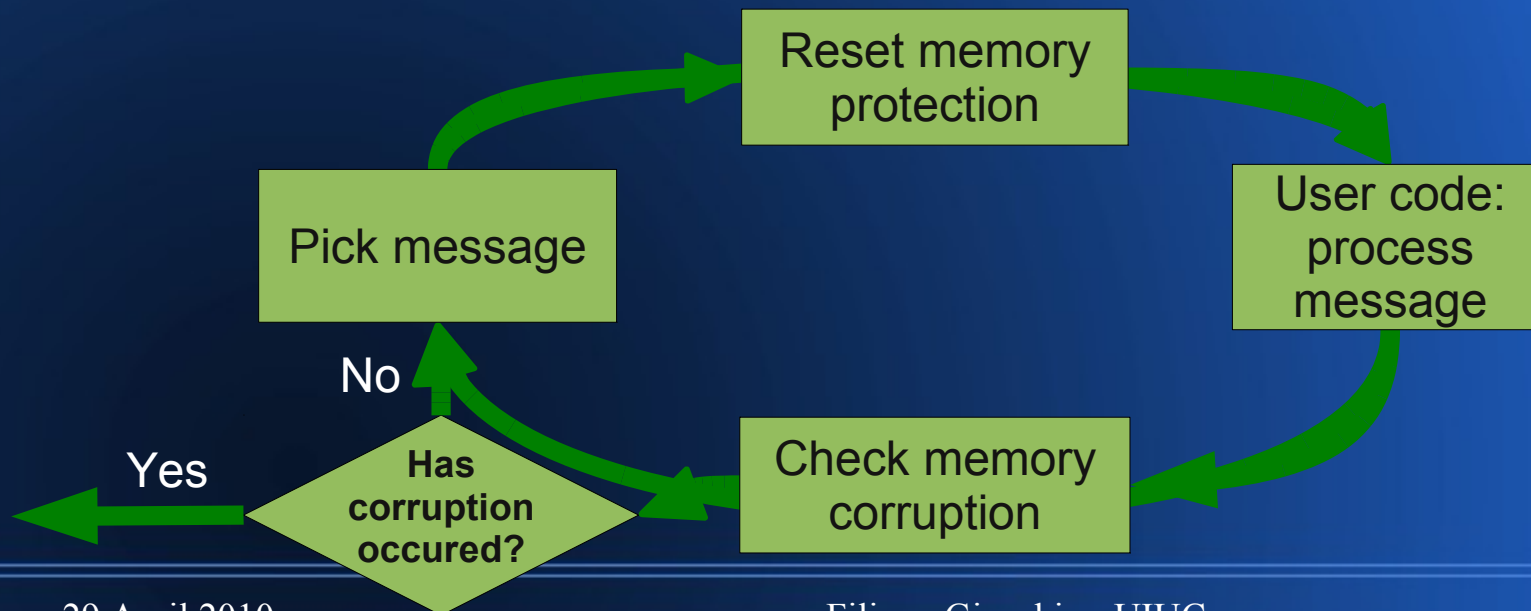 Reset memory
protection
Pick message
User code:
process
message
No
Check memory
corruption
Yes
Has
corruption
occured?